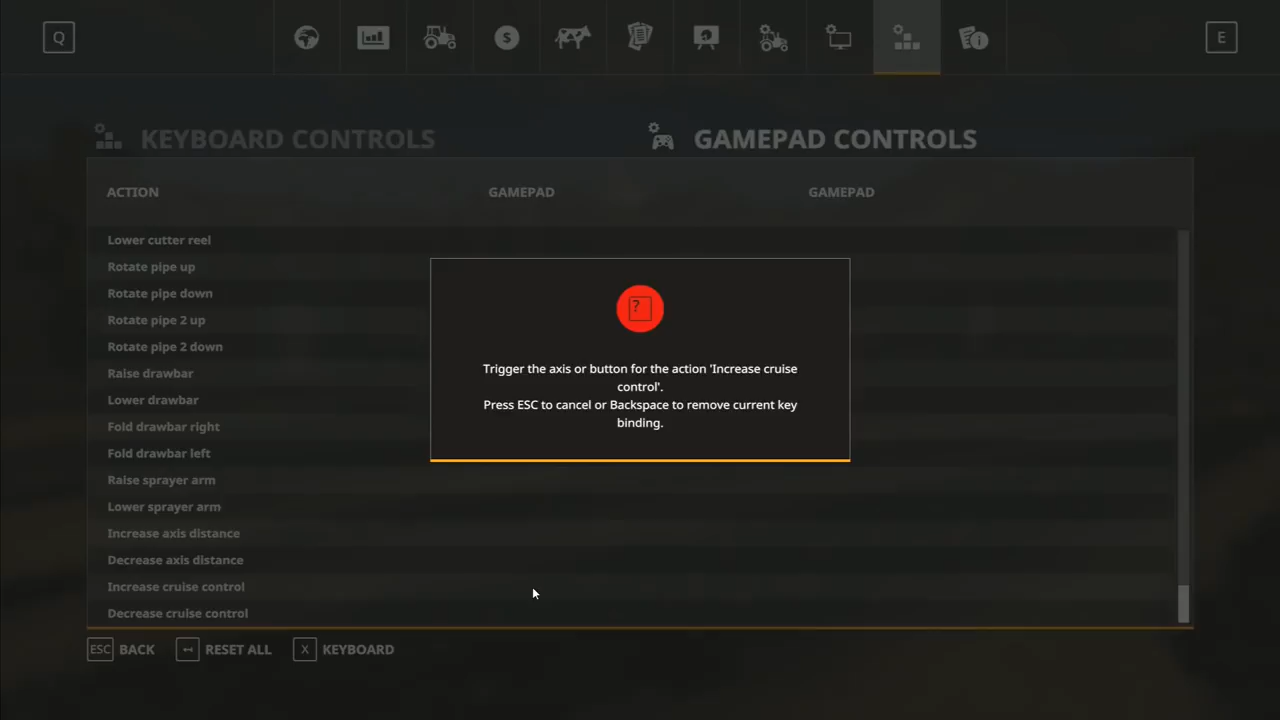 Q
$
E
KEYBOARD CONTROLS
GAMEPAD CONTROLS
ACTION GAMEPAD GAMEPAD
Lower cutter reel
Rotate pipe up
Rotate pipe down
Rotate pipe 2 up
Rotate pipe 2 down
Raise drawbar
Lower drawbar
Fold drawbar right
Fold drawbar left
Raise sprayer arm
Lower sprayer arm
Increase axis distance
Decrease axis distance
Increase cruise control
Decrease cruise control
?
Trigger the axis or button for the action 'Increase cruise
control'.
Press ESC to cancel or Backspace to remove current key
binding.
ESC BACK RESET ALL X KEYBOARD